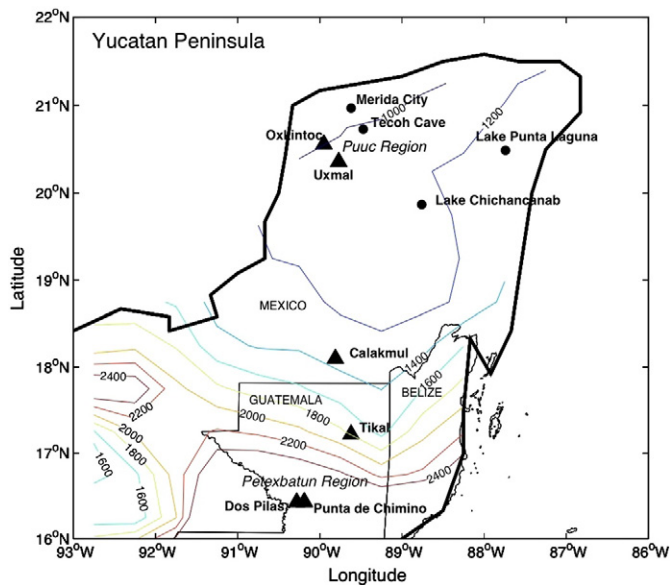 22°N
Yucatan Peninsula
21°N
Merida City
1000
1200
Tecoh Cave
Oxkintoc
Puuc Region
Lake Punta Laguna
Uxmal
20°N
Lake Chichancanab
Latitude
19°N
MEXICO
18°N
Calakmul
1400
1600
2400
GUATEMALA
BELIZE
2200
2000
1800
2000
Tikal
1800
17°N
2200
1600
2400
1600
Petexbatun Region
Dos Pilas
Punta de Chimino
16°N
93°W
92°W
91°W
90°W
89°W
88°W
87°W
86°W
Longitude